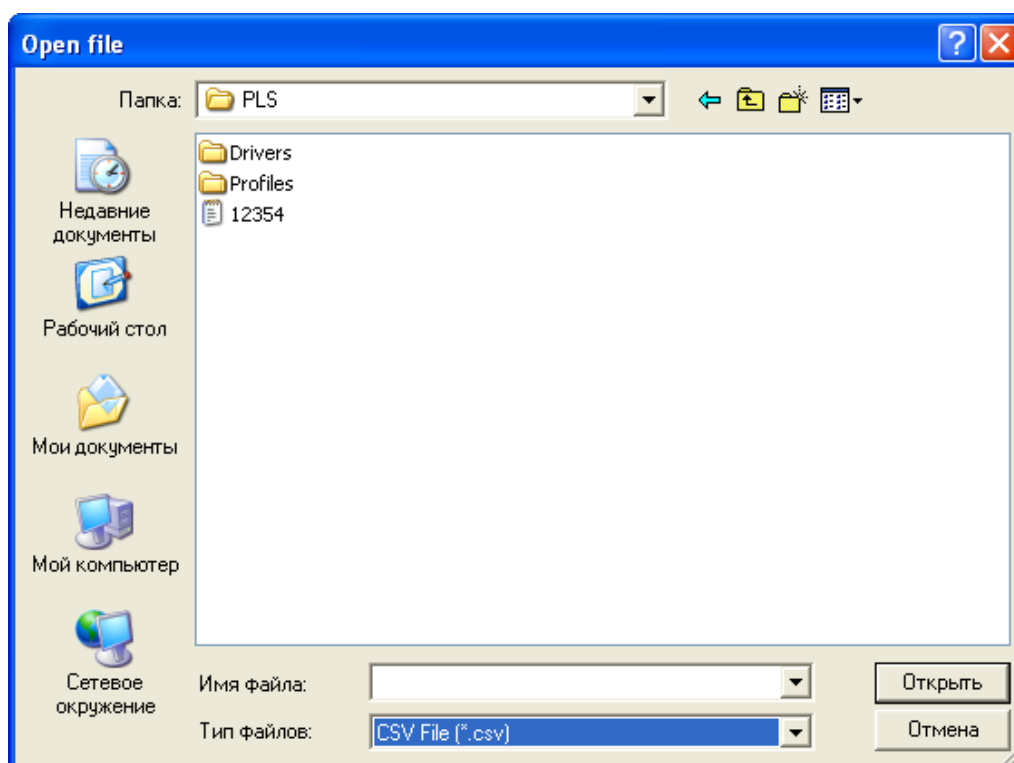 Open file
Папка: PLS
Drivers
Profiles
12354
Недавние
документы
Рабочий стол
Мои документы
Мой компьютер
Сетевое
окружение
Имя файла:
Открыть
Тип файлов: CSV File (*.csv)
Отмена